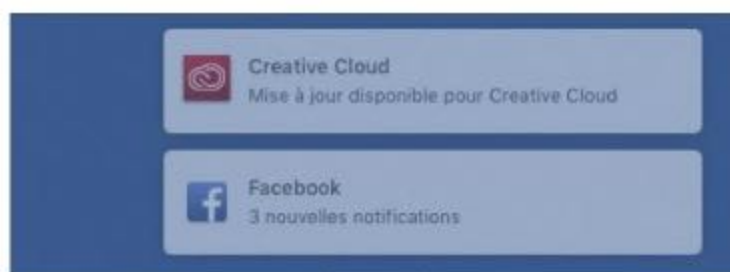 Creative Cloud
Mise à jour disponible pour Creative Cloud
Facebook
3 nouvelles notifications